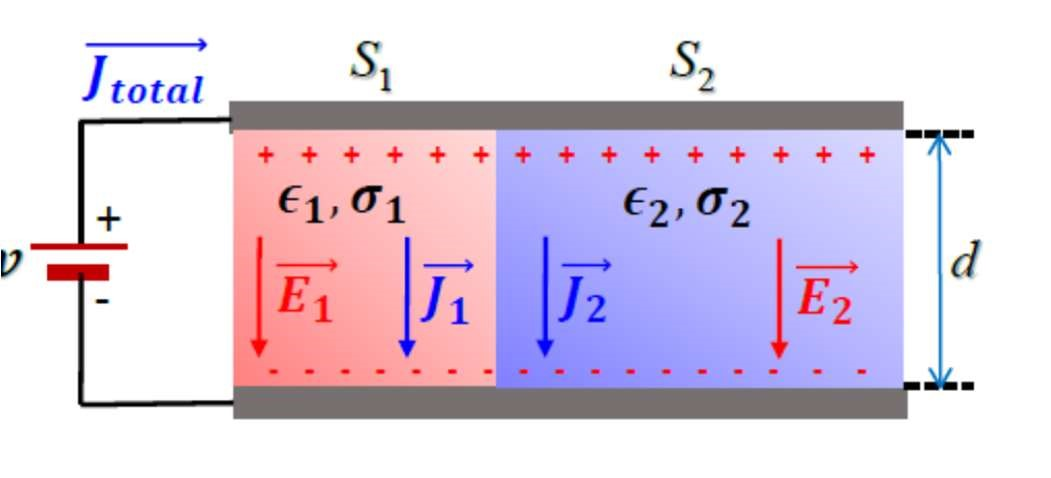 J_total
S₁ S₂
+ + + + + + + + + + + + + + +
ϵ₁, σ₁ ϵ₂, σ₂
+
v d
E₁ J₁ J₂ E₂
-
- - - - - - - - - - - - - - - - -